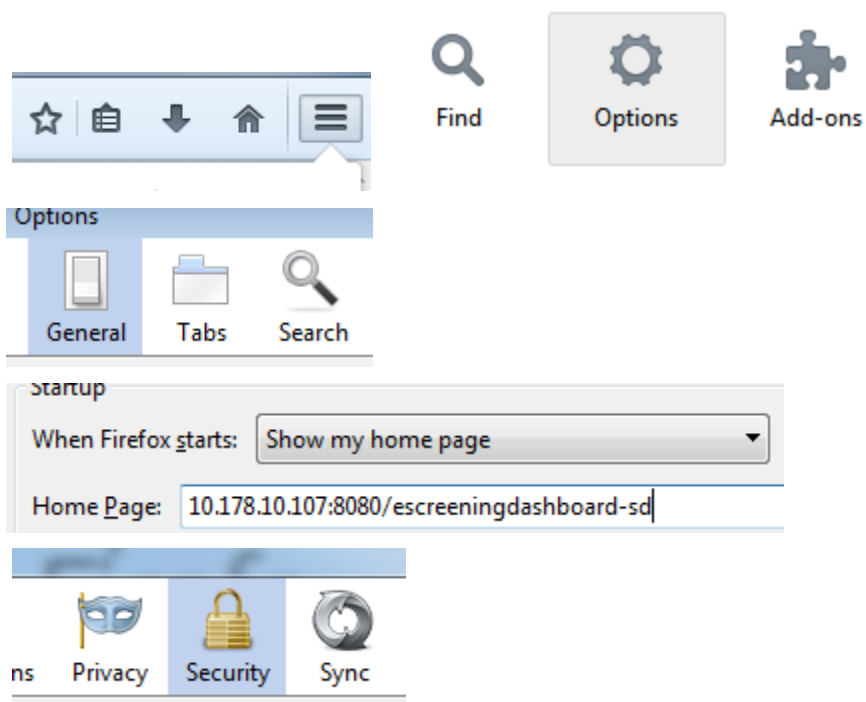 Find Options Add-ons
Options
General Tabs Search
Startup
When Firefox starts: Show my home page
Home Page: 10.178.10.107:8080/escreeningdashboard-sd
ns Privacy Security Sync